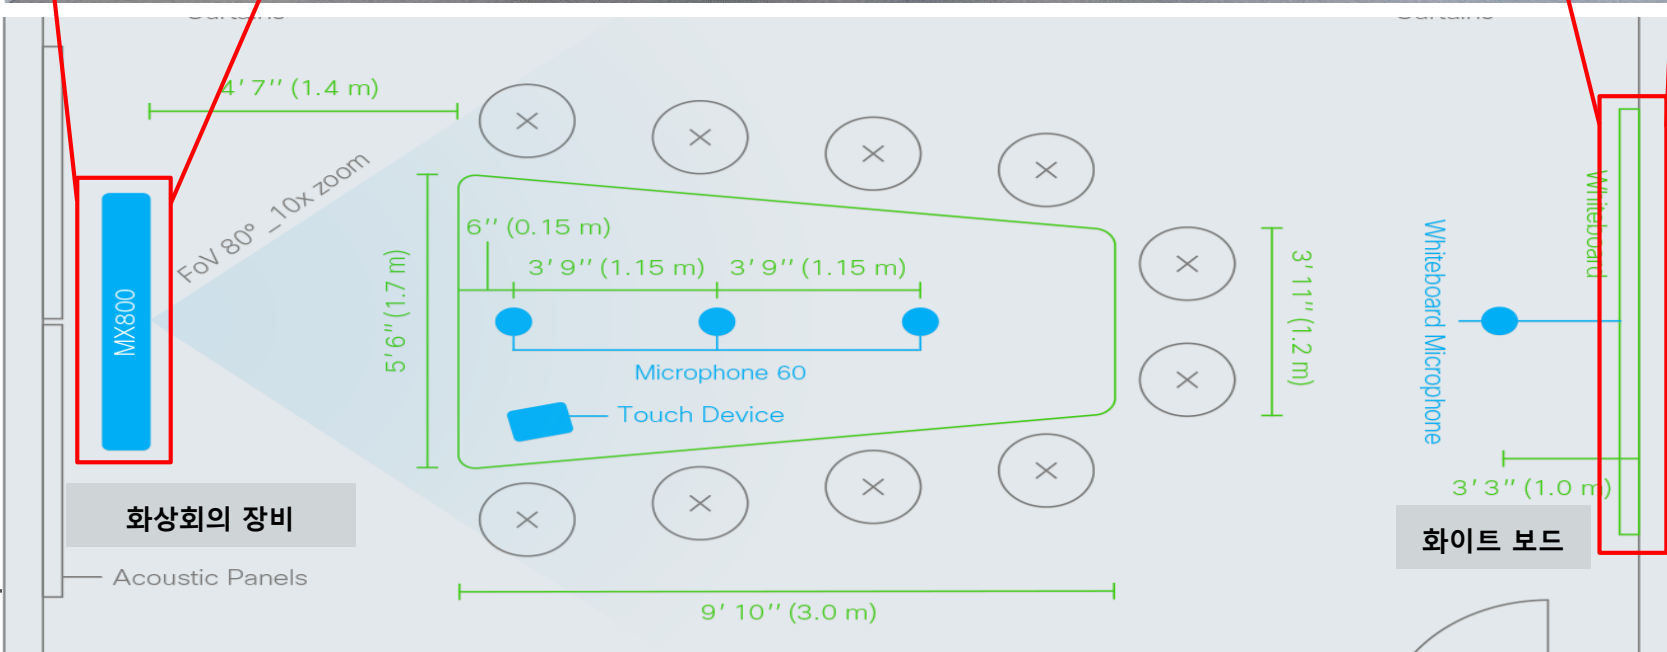 4' 7'' (1.4 m)
FoV 80° _10x zoom
6'' (0.15 m)
3' 9'' (1.15 m)
3' 9'' (1.15 m)
5' 6'' (1.7 m)
MX800
Microphone 60
Touch Device
3' 11'' (1.2 m)
Whiteboard Microphone
Whiteboard
3' 3'' (1.0 m)
화상회의 장비
화이트 보드
Acoustic Panels
9' 10'' (3.0 m)